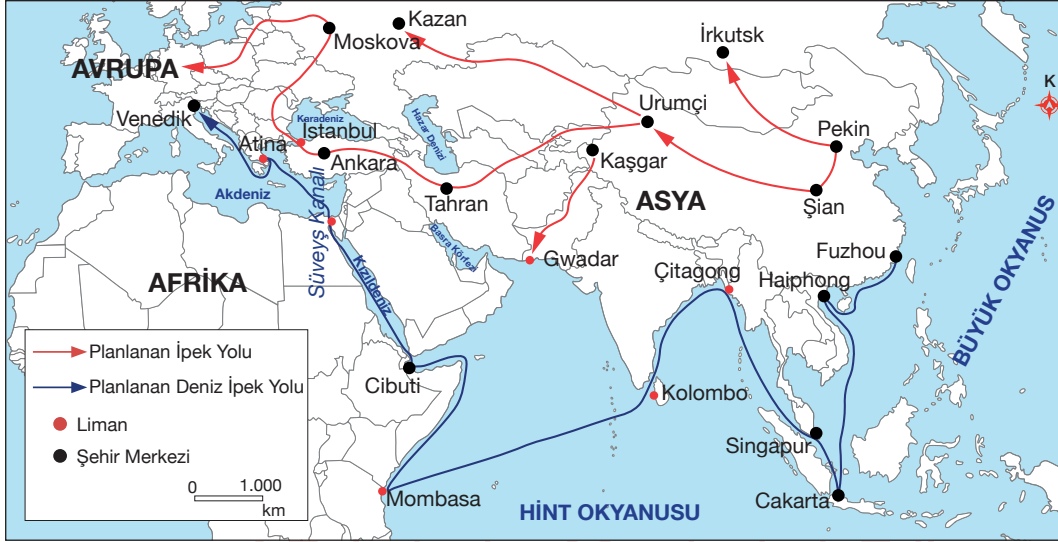 Kazan
Moskova
İrkutsk
AVRUPA
K
Venedik
Karadeniz
İstanbul
Hazar Denizi
Urumçi
Pekin
Atina
Ankara
Kaşgar
Akdeniz
Süveyş Kanalı
Tahran
ASYA
Şian
Basra Körfezi
Gwadar
Fuzhou
Çitagong
Haiphong
AFRİKA
Kızıldeniz
BÜYÜK OKYANUS
Planlanan İpek Yolu
Planlanan Deniz İpek Yolu
Cibuti
Kolombo
Liman
Şehir Merkezi
Singapur
0 1.000
km
Mombasa
Cakarta
HİNT OKYANUSU